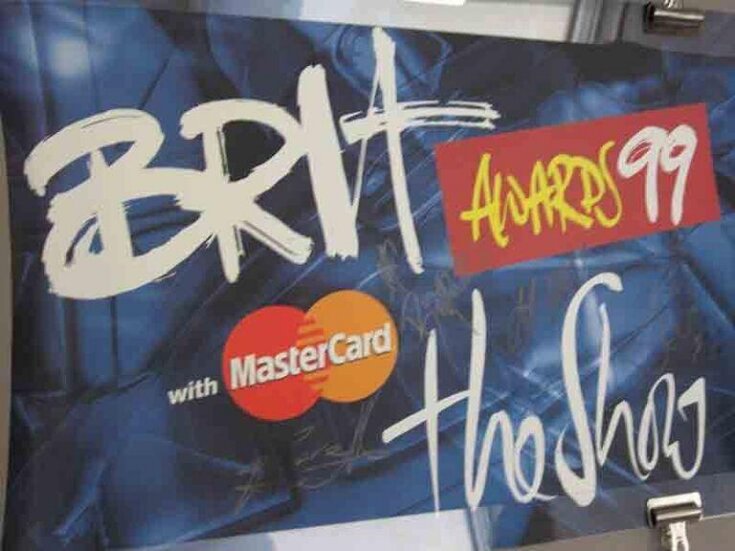 BRIT
AWARDS 99
with MasterCard
the Show